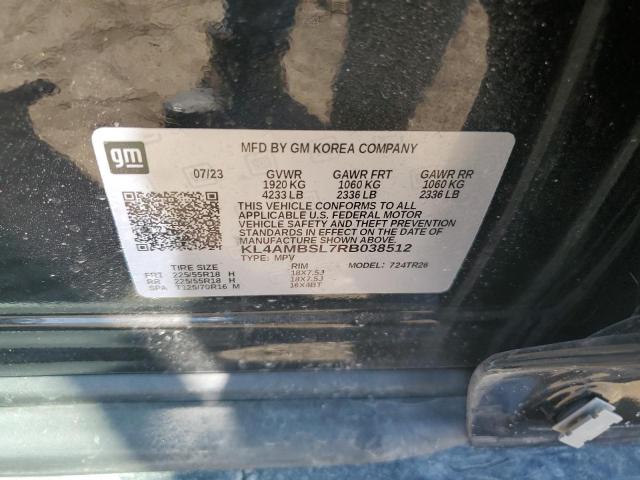 gm
MFD BY GM KOREA COMPANY
07/23 GVWR GAWR FRT GAWR RR
1920 KG 1060 KG 1060 KG
4233 LB 2336 LB 2336 LB
THIS VEHICLE CONFORMS TO ALL
APPLICABLE U.S. FEDERAL MOTOR
VEHICLE SAFETY AND THEFT PREVENTION
STANDARDS IN EFFECT ON THE DATE OF
MANUFACTURE SHOWN ABOVE.
KL4AMBSL7RB038512
TYPE: MPV MODEL: 724TR26
TIRE SIZE RIM
FRT 225/55R18 H 18X7.5J
RR 225/55R18 H 18X7.5J
SPA T125/70R16 M 16X4BT